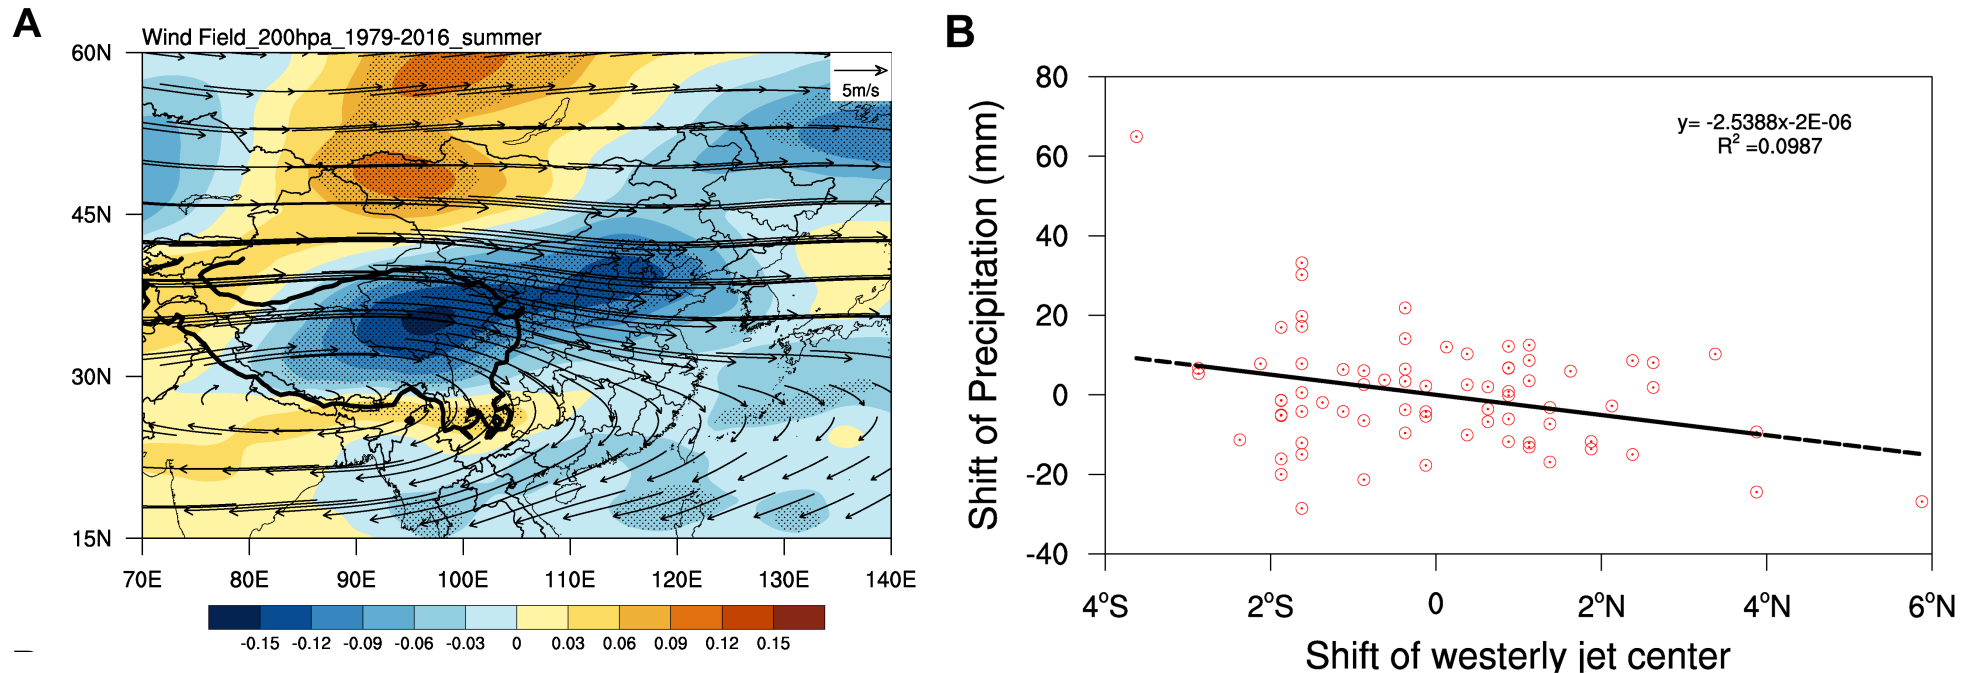 A
Wind Field_200hpa_1979-2016_summer
60N
45N
30N
15N
5m/s
70E 80E 90E 100E 110E 120E 130E 140E
-0.15 -0.12 -0.09 -0.06 -0.03 0 0.03 0.06 0.09 0.12 0.15
B
Shift of Precipitation (mm)
80
60
40
20
0
-20
-40
y= -2.5388x-2E-06
R² =0.0987
4°S 2°S 0 2°N 4°N 6°N
Shift of westerly jet center